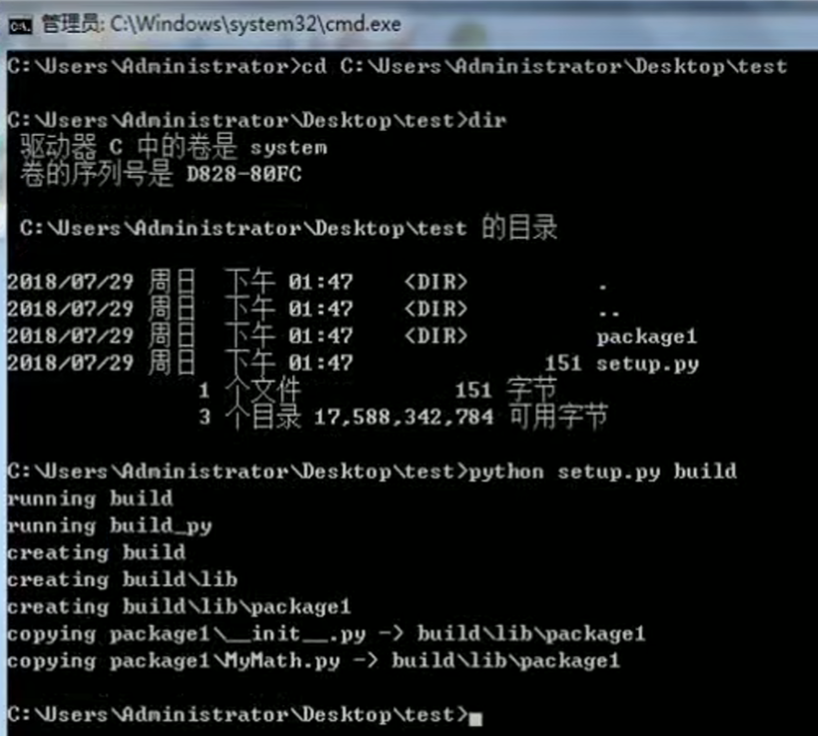 管理员: C:\Windows\system32\cmd.exe
C:\Users\Administrator>cd C:\Users\Administrator\Desktop\test
C:\Users\Administrator\Desktop\test>dir
驱动器 C 中的卷是 system
卷的序列号是 D828-80FC
C:\Users\Administrator\Desktop\test 的目录
2018/07/29 周日 下午 01:47 <DIR> .
2018/07/29 周日 下午 01:47 <DIR> ..
2018/07/29 周日 下午 01:47 <DIR> package1
2018/07/29 周日 下午 01:47 151 setup.py
1 个文件 151 字节
3 个目录 17,588,342,784 可用字节
C:\Users\Administrator\Desktop\test>python setup.py build
running build
running build_py
creating build
creating build\lib
creating build\lib\package1
copying package1\__init__.py -> build\lib\package1
copying package1\MyMath.py -> build\lib\package1
C:\Users\Administrator\Desktop\test>